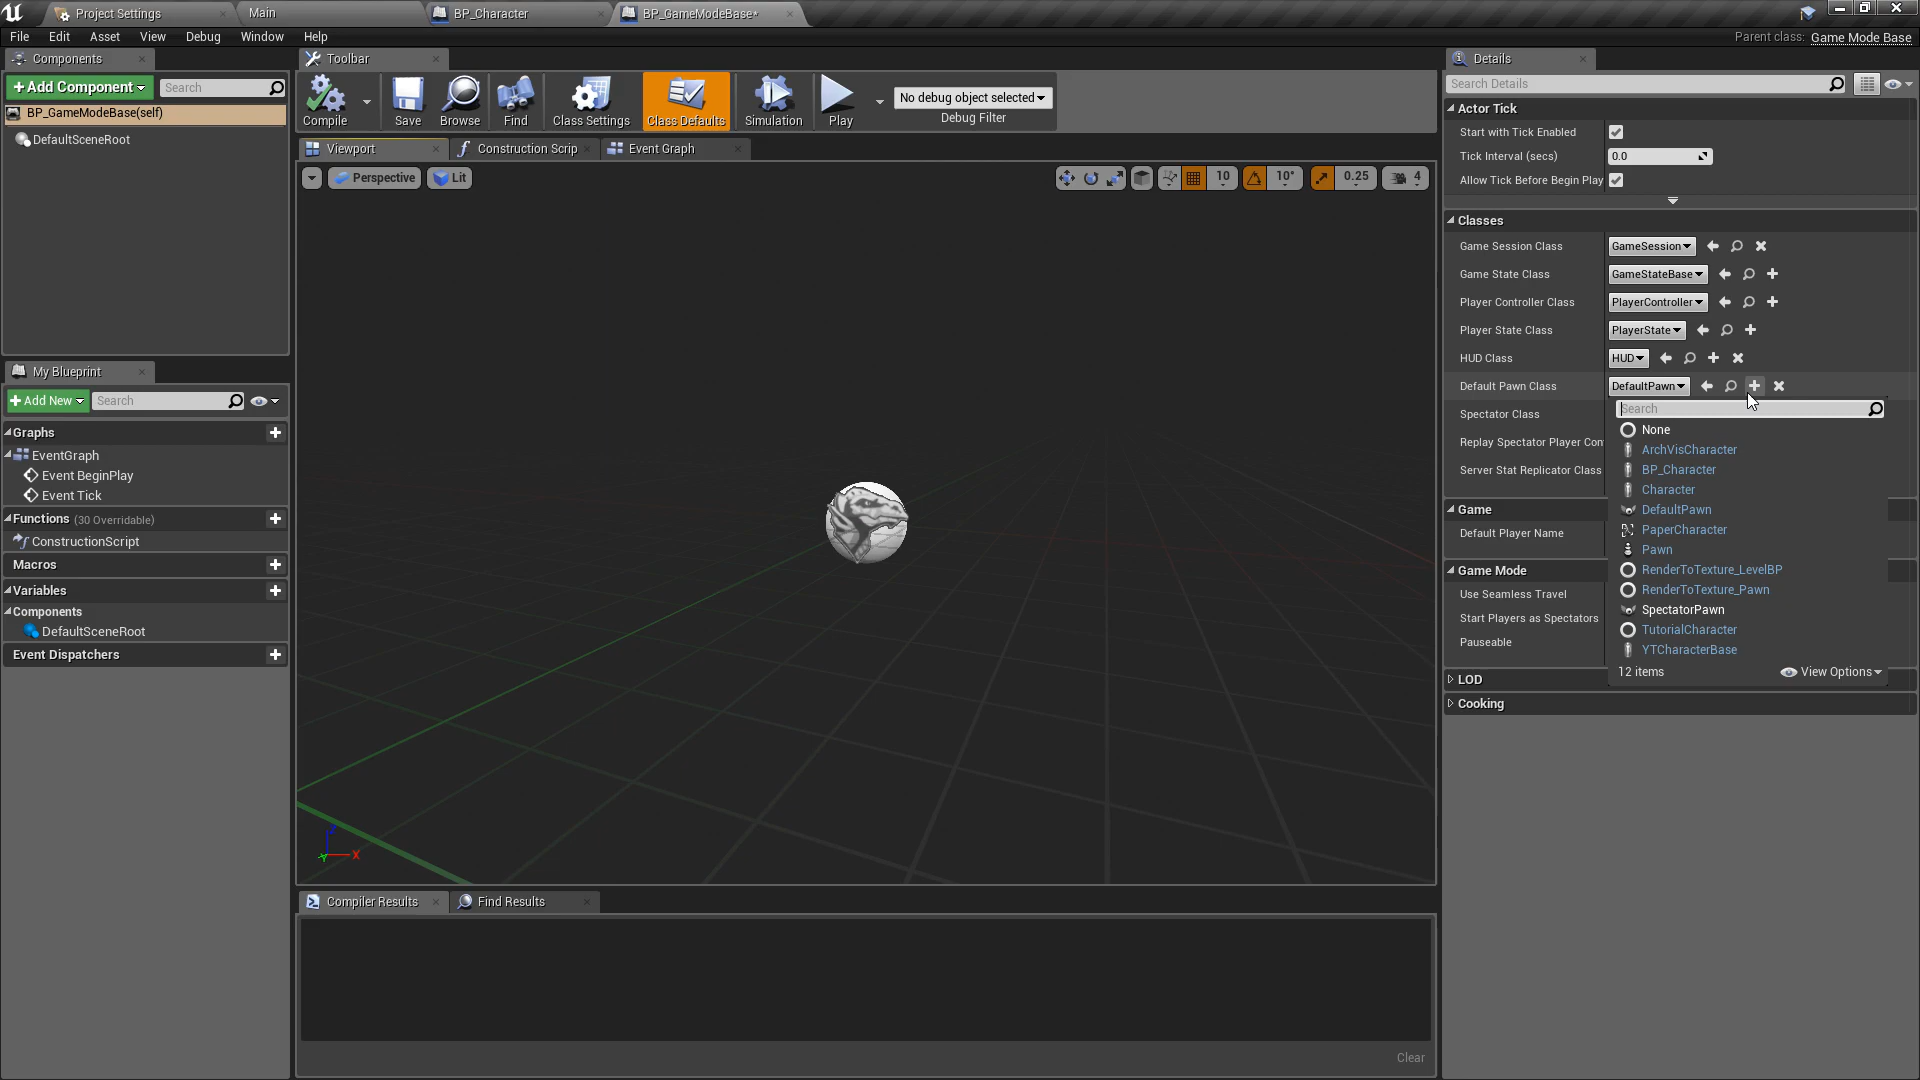 Project Settings
Main
BP_Character
BP_GameModeBase*
File Edit Asset View Debug Window Help
Parent class: Game Mode Base
Components
+Add Component
Search
BP_GameModeBase(self)
DefaultSceneRoot
My Blueprint
+Add New
Search
Graphs
EventGraph
Event BeginPlay
Event Tick
Functions (30 Overridable)
ConstructionScript
Macros
Variables
Components
DefaultSceneRoot
Event Dispatchers
Toolbar
Compile
Save
Browse
Find
Class Settings
Class Defaults
Simulation
Play
No debug object selected
Debug Filter
Viewport
Construction Scrip
Event Graph
Perspective
Lit
10
10°
0.25
4
Z
X
Y
Compiler Results
Find Results
Clear
Details
Search Details
Actor Tick
Start with Tick Enabled
Tick Interval (secs) 0.0
Allow Tick Before Begin Play
Classes
Game Session Class GameSession
Game State Class GameStateBase
Player Controller Class PlayerController
Player State Class PlayerState
HUD Class HUD
Default Pawn Class DefaultPawn
Spectator Class
Replay Spectator Player Con
Server Stat Replicator Class
Game
Default Player Name
Game Mode
Use Seamless Travel
Start Players as Spectators
Pauseable
LOD
Cooking
Search
None
ArchVisCharacter
BP_Character
Character
DefaultPawn
PaperCharacter
Pawn
RenderToTexture_LevelBP
RenderToTexture_Pawn
SpectatorPawn
TutorialCharacter
YTCharacterBase
12 items
View Options